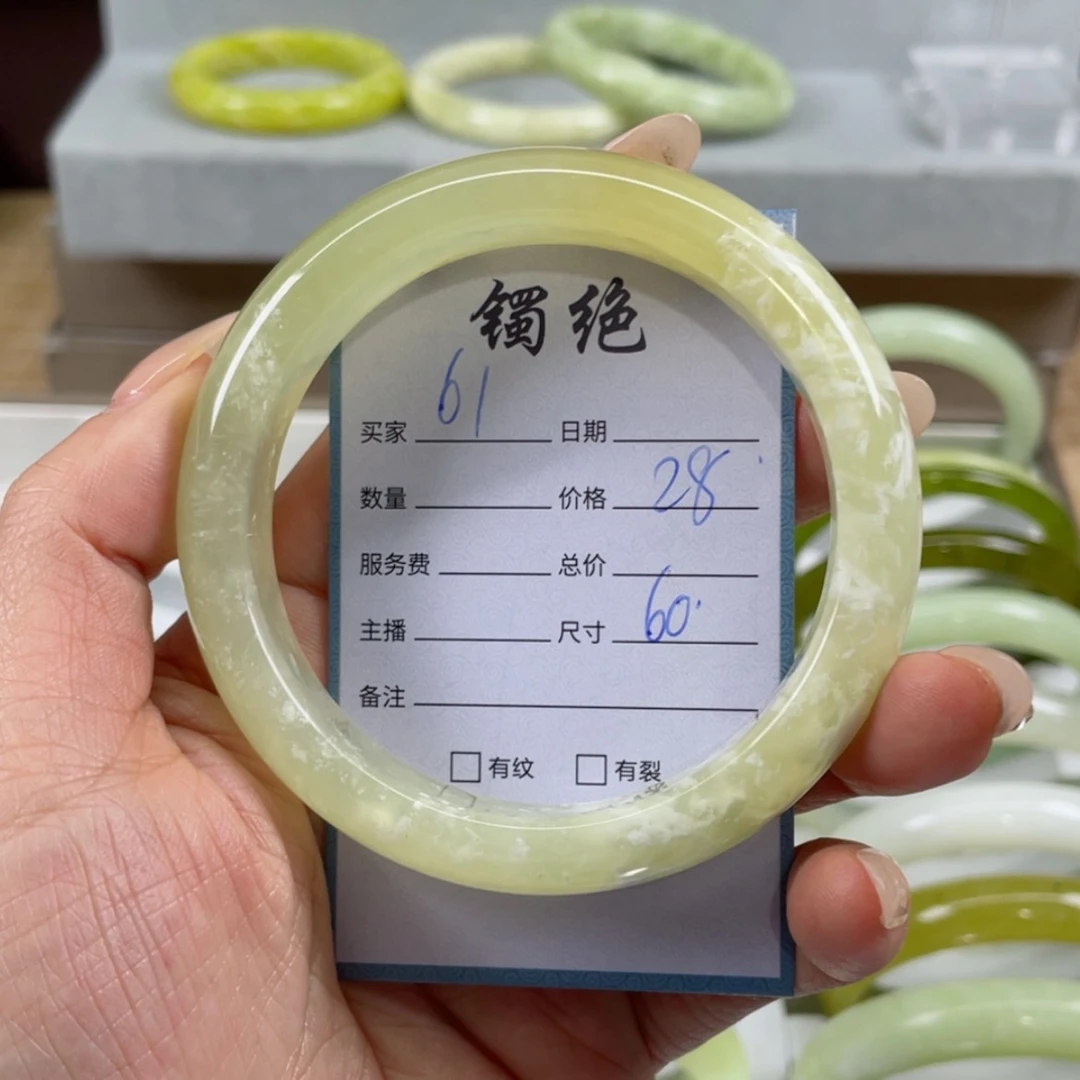 镯绝
买家 61 日期
数量 价格 28
服务费 总价
主播 尺寸 60
备注
□ 有纹 □ 有裂